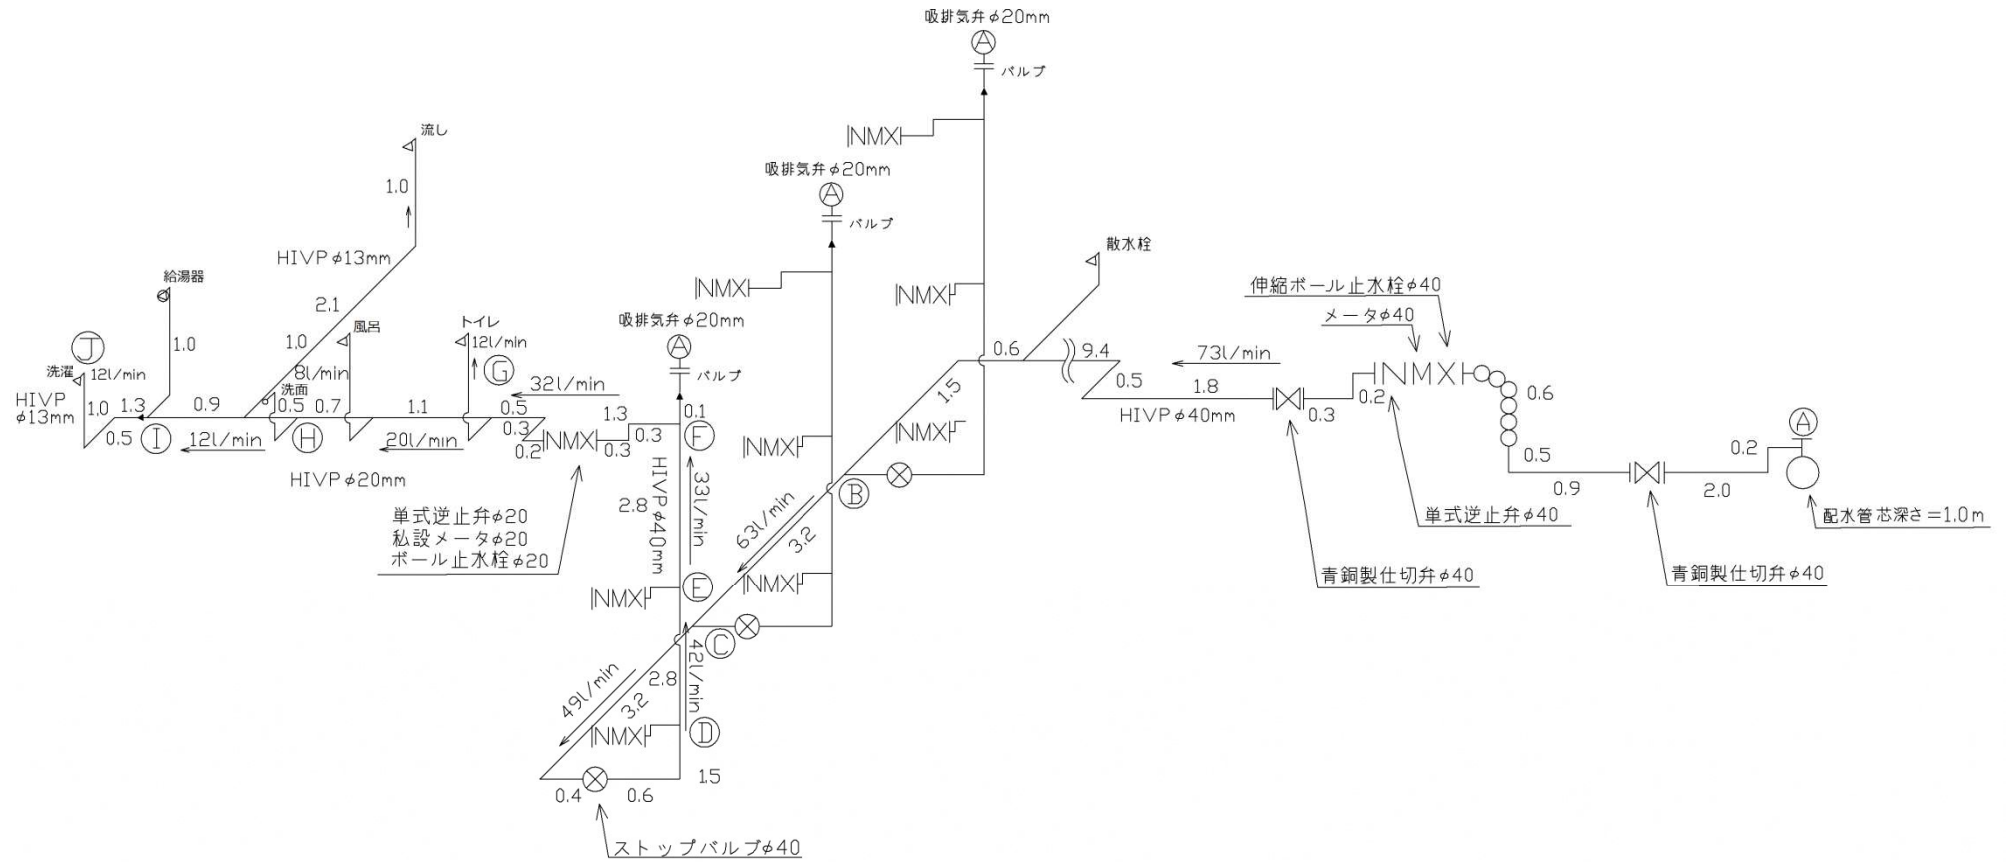 吸排気弁φ20mm
A
バルブ
NMX
吸排気弁φ20mm
A
バルブ
NMX
流し
1.0
HIVPφ13mm
2.1
1.0
給湯器
1.0
風呂
8l/min
洗面
0.5
トイレ
12l/min
G
吸排気弁φ20mm
A
バルブ
J
洗濯
12l/min
HIVP
φ13mm
1.0
1.3
0.5
I
0.9
12l/min
H
0.7
1.1
20l/min
HIVPφ20mm
32l/min
0.5
0.3
0.2
NMX
0.3
1.3
0.3
0.1
F
単式逆止弁φ20
私設メータφ20
ボール止水栓φ20
HIVPφ40mm
2.8
33l/min
E
NMX
42l/min
2.8
D
NMX
1.5
49l/min
3.2
0.4
0.6
ストップバルブφ40
C
63l/min
3.2
NMX
NMX
B
NMX
NMX
1.5
0.6
散水栓
9.4
0.5
73l/min
1.8
HIVPφ40mm
0.3
0.2
NMX
伸縮ボール止水栓φ40
メータφ40
0.6
0.5
0.9
2.0
0.2
A
単式逆止弁φ40
青銅製仕切弁φ40
青銅製仕切弁φ40
配水管芯深さ=1.0m